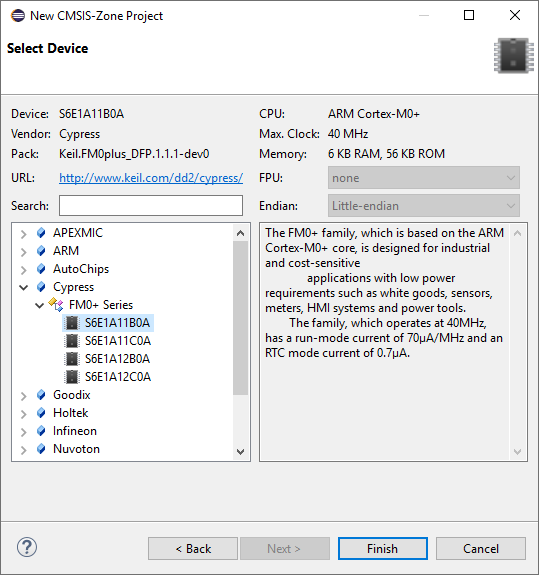 New CMSIS-Zone Project
Select Device
Device: S6E1A11B0A
CPU: ARM Cortex-M0+
Vendor: Cypress
Max. Clock: 40 MHz
Pack: Keil.FM0plus_DFP.1.1.1-dev0
Memory: 6 KB RAM, 56 KB ROM
URL: http://www.keil.com/dd2/cypress/
FPU: none
Search:
Endian: Little-endian
APEXMIC
ARM
AutoChips
Cypress
FM0+ Series
S6E1A11B0A
S6E1A11C0A
S6E1A12B0A
S6E1A12C0A
Goodix
Holtek
Infineon
Nuvoton
The FM0+ family, which is based on the ARM
Cortex-M0+ core, is designed for industrial
and cost-sensitive
applications with low power
requirements such as white goods, sensors,
meters, HMI systems and power tools.
The family, which operates at 40MHz,
has a run-mode current of 70µA/MHz and an
RTC mode current of 0.7µA.
?
< Back
Next >
Finish
Cancel